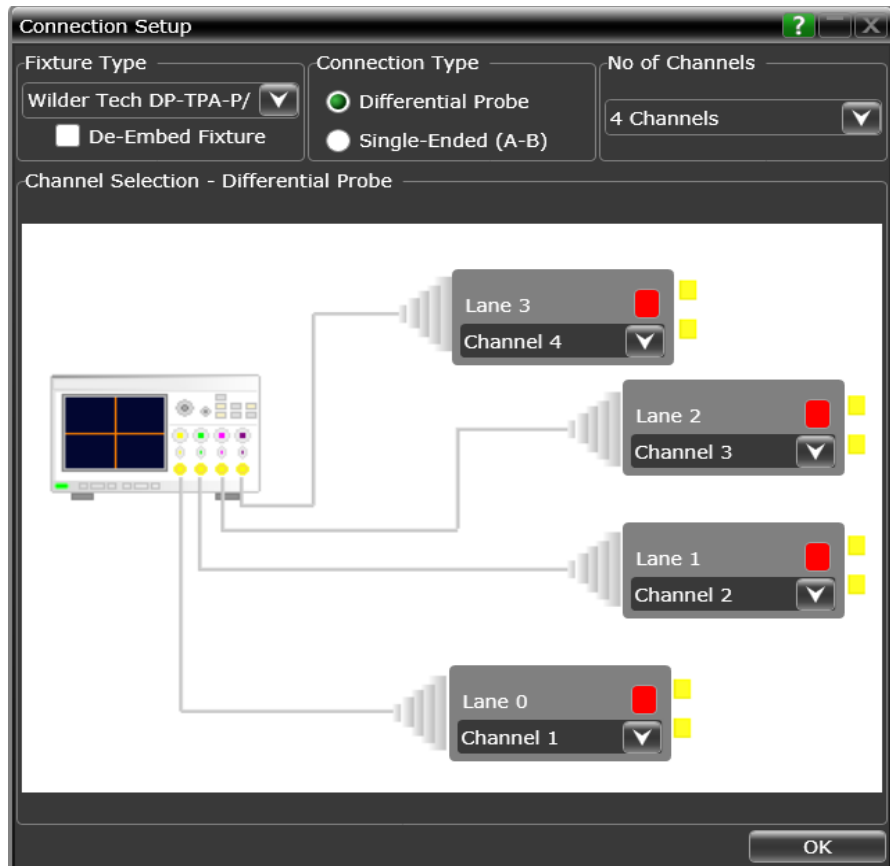 Connection Setup
?
Fixture Type
Wilder Tech DP-TPA-P/
De-Embed Fixture
Connection Type
Differential Probe
Single-Ended (A-B)
No of Channels
4 Channels
Channel Selection - Differential Probe
Lane 3
Channel 4
Lane 2
Channel 3
Lane 1
Channel 2
Lane 0
Channel 1
OK